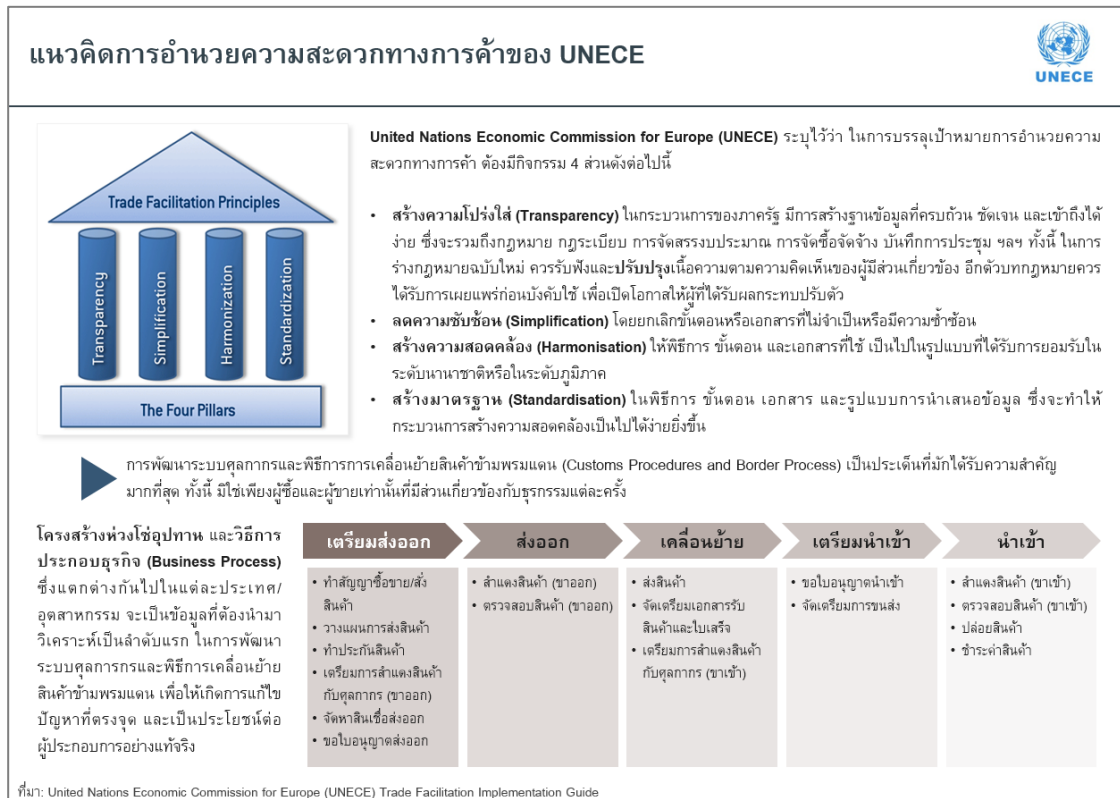 แนวคิดการอำนวยความสะดวกทางการค้าของ UNECE
UNECE
Trade Facilitation Principles
Transparency
Simplification
Harmonization
Standardization
The Four Pillars
United Nations Economic Commission for Europe (UNECE) ระบุไว้ว่า ในการบรรลุเป้าหมายการอำนวยความ
สะดวกทางการค้า ต้องมีกิจกรรม 4 ส่วนดังต่อไปนี้
• สร้างความโปร่งใส่ (Transparency) ในกระบวนการของภาครัฐ มีการสร้างฐานข้อมูลที่ครบถ้วน ชัดเจน และเข้าถึงได้
ง่าย ซึ่งจะรวมถึงกฎหมาย กฎระเบียบ การจัดสรรงบประมาณ การจัดซื้อจัดจ้าง บันทึกการประชุม ฯลฯ ทั้งนี้ ในการ
ร่างกฎหมายฉบับใหม่ ควรรับฟังและปรับปรุงเนื้อความตามความคิดเห็นของผู้มีส่วนเกี่ยวข้อง อีกตัวบทกฎหมายควร
ได้รับการเผยแพร่ก่อนบังคับใช้ เพื่อเปิดโอกาสให้ผู้ที่ได้รับผลกระทบปรับตัว
• ลดความซับซ้อน (Simplification) โดยยกเลิกขั้นตอนหรือเอกสารที่ไม่จำเป็นหรือมีความซ้ำซ้อน
• สร้างความสอดคล้อง (Harmonisation) ให้พิธีการ ขั้นตอน และเอกสารที่ใช้ เป็นไปในรูปแบบที่ได้รับการยอมรับใน
ระดับนานาชาติหรือในระดับภูมิภาค
• สร้างมาตรฐาน (Standardisation) ในพิธีการ ขั้นตอน เอกสาร และรูปแบบการนำเสนอข้อมูล ซึ่งจะทำให้
กระบวนการสร้างความสอดคล้องเป็นไปได้ง่ายยิ่งขึ้น
การพัฒนาระบบศุลกากรและพิธีการการเคลื่อนย้ายสินค้าข้ามพรมแดน (Customs Procedures and Border Process) เป็นประเด็นที่มักได้รับความสำคัญ
มากที่สุด ทั้งนี้ มิใช่เพียงผู้ซื้อและผู้ขายเท่านั้นที่มีส่วนเกี่ยวข้องกับธุรกรรมแต่ละครั้ง
โครงสร้างห่วงโซ่อุปทาน และวิธีการ
ประกอบธุรกิจ (Business Process)
ซึ่งแตกต่างกันไปในแต่ละประเทศ/
อุตสาหกรรม จะเป็นข้อมูลที่ต้องนำมา
วิเคราะห์เป็นลำดับแรก ในการพัฒนา
ระบบศุลกากรและพิธีการเคลื่อนย้าย
สินค้าข้ามพรมแดน เพื่อให้เกิดการแก้ไข
ปัญหาที่ตรงจุด และเป็นประโยชน์ต่อ
ผู้ประกอบการอย่างแท้จริง
เตรียมส่งออก
• ทำสัญญาซื้อขาย/สั่ง
สินค้า
• วางแผนการส่งสินค้า
• ทำประกันสินค้า
• เตรียมการสำแดงสินค้า
กับศุลกากร (ขาออก)
• จัดหาสินเชื่อส่งออก
• ขอใบอนุญาตส่งออก
ส่งออก
• สำแดงสินค้า (ขาออก)
• ตรวจสอบสินค้า (ขาออก)
เคลื่อนย้าย
• ส่งสินค้า
• จัดเตรียมเอกสารรับ
สินค้าและใบเสร็จ
• เตรียมการสำแดงสินค้า
กับศุลกากร (ขาเข้า)
เตรียมนำเข้า
• ขอใบอนุญาตนำเข้า
• จัดเตรียมการขนส่ง
นำเข้า
• สำแดงสินค้า (ขาเข้า)
• ตรวจสอบสินค้า (ขาเข้า)
• ปล่อยสินค้า
• ชำระค่าสินค้า
ที่มา: United Nations Economic Commission for Europe (UNECE) Trade Facilitation Implementation Guide